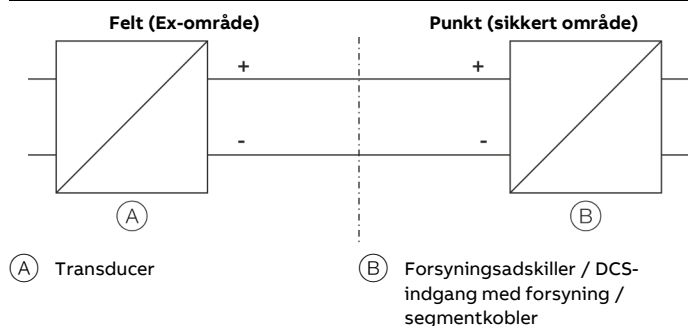 Felt (Ex-område)
Punkt (sikkert område)
+
+
-
-
A
B
A Transducer
B Forsyningsadskiller / DCS-
indgang med forsyning /
segmentkobler